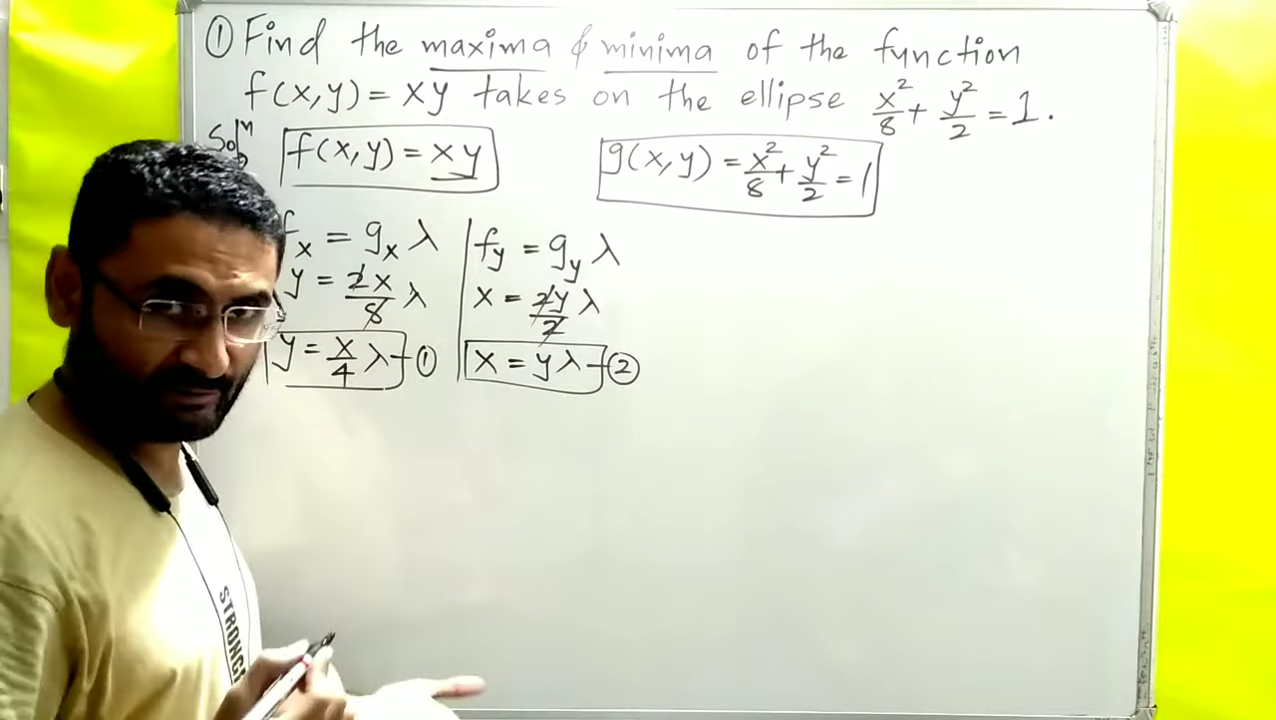 ① Find the maxima & minima of the function
f(x,y) = xy takes on the ellipse x²/8 + y²/2 = 1.
Solⁿ f(x,y) = xy g(x,y) = x²/8 + y²/2 = 1
fx = gx λ fy = gy λ
y = 2x/8 λ x = 2y/2 λ
y = x/4 λ - ① x = yλ - ②
STRONG